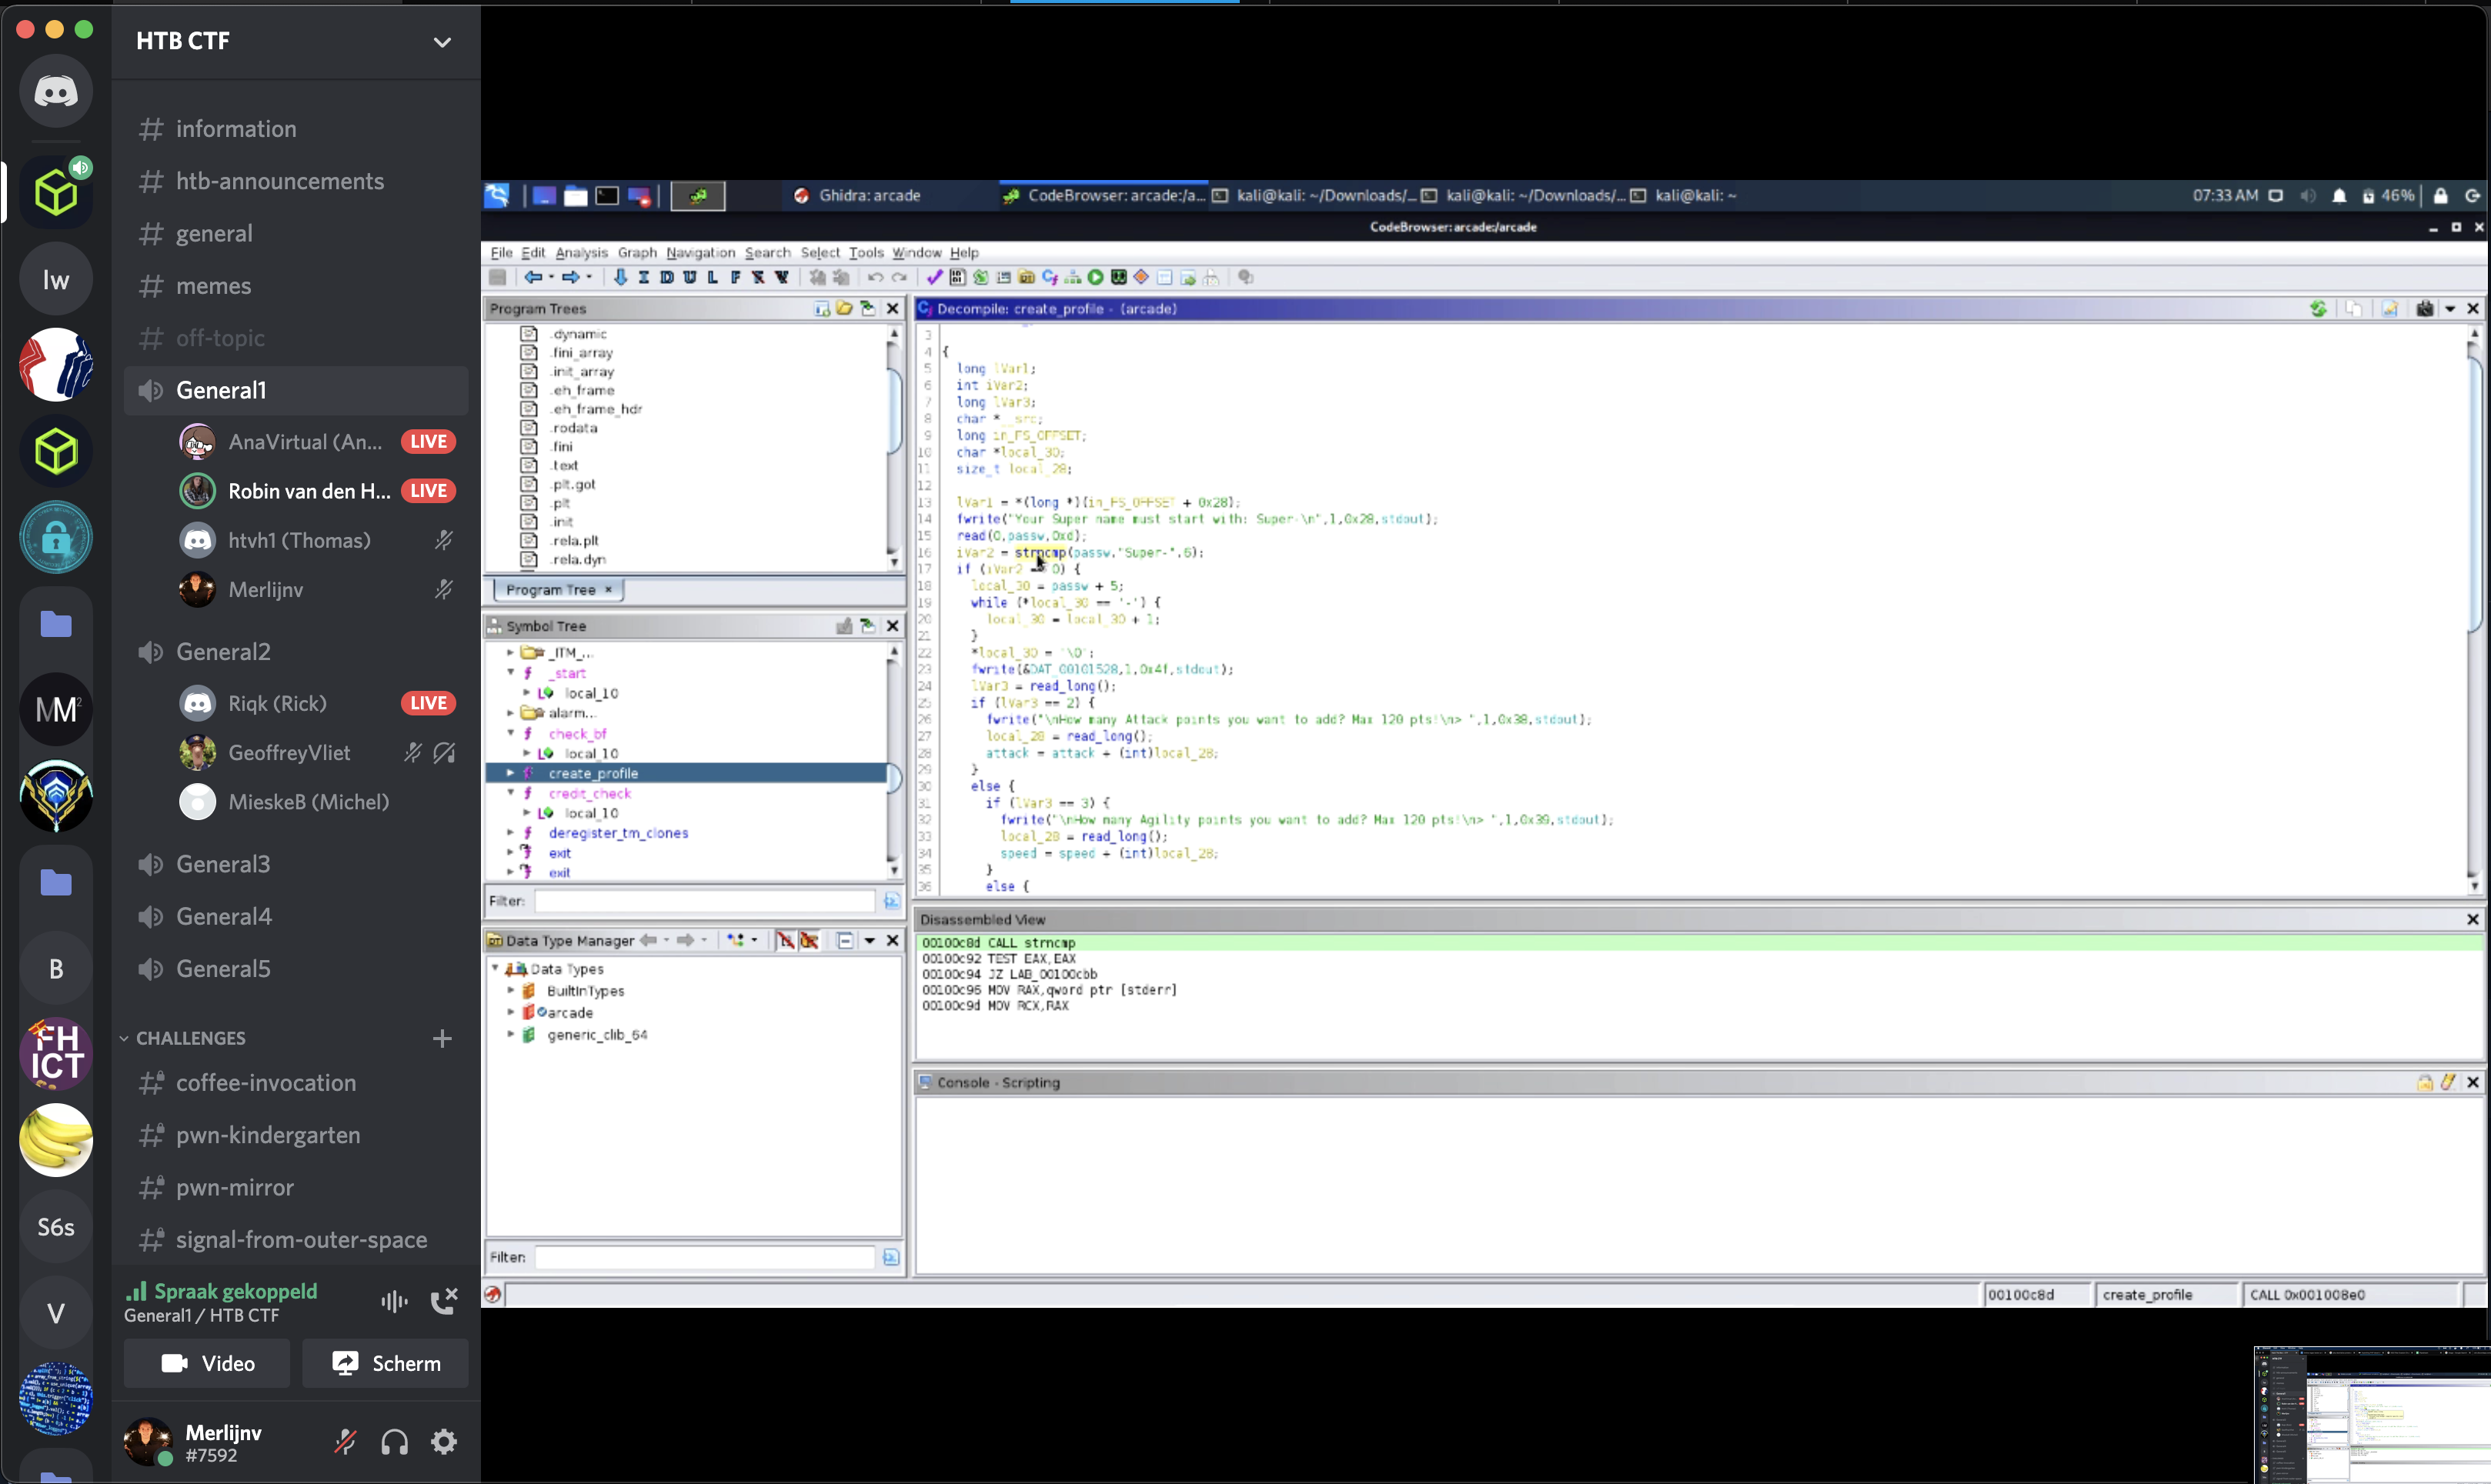 HTB CTF
information
htb-announcements
general
memes
off-topic
General1
AnaVirtual (An... LIVE
Robin van den H... LIVE
htvh1 (Thomas)
Merlijnv
General2
Riqk (Rick) LIVE
GeoffreyVliet
MieskeB (Michel)
General3
General4
General5
CHALLENGES
coffee-invocation
pwn-kindergarten
pwn-mirror
signal-from-outer-space
Spraak gekoppeld
General1 / HTB CTF
Video
Scherm
Merlijnv
#7592
lw
MM²
B
FH
ICT
S6s
V
Ghidra: arcade
CodeBrowser: arcade:/a...
kali@kali: ~/Downloads/...
kali@kali: ~/Downloads/...
kali@kali: ~
07:33 AM
46%
CodeBrowser: arcade:/arcade
File Edit Analysis Graph Navigation Search Select Tools Window Help
I D U L F
Program Trees
.dynamic
.fini_array
.init_array
.eh_frame
.eh_frame_hdr
.rodata
.fini
.text
.plt.got
.plt
.init
.rela.plt
.rela.dyn
Program Tree ×
Symbol Tree
_ITM_...
_start
local_10
alarm...
check_bf
local_10
create_profile
credit_check
local_10
deregister_tm_clones
exit
exit
Filter:
Data Type Manager
Data Types
BuiltInTypes
arcade
generic_clib_64
Filter:
Decompile: create_profile - (arcade)
3
4 {
5 long lVar1;
6 int iVar2;
7 long lVar3;
8 char *__src;
9 long in_FS_OFFSET;
10 char *local_30;
11 size_t local_28;
12
13 lVar1 = *(long *)(in_FS_OFFSET + 0x28);
14 fwrite("Your Super name must start with: Super-\n",1,0x28,stdout);
15 read(0,passw,0xd);
16 iVar2 = strncmp(passw,"Super-",6);
17 if (iVar2 == 0) {
18 local_30 = passw + 5;
19 while (*local_30 == '-') {
20 local_30 = local_30 + 1;
21 }
22 *local_30 = '\0';
23 fwrite(&DAT_00101528,1,0x4f,stdout);
24 lVar3 = read_long();
25 if (lVar3 == 2) {
26 fwrite("\nHow many Attack points you want to add? Max 120 pts!\n> ",1,0x38,stdout);
27 local_28 = read_long();
28 attack = attack + (int)local_28;
29 }
30 else {
31 if (lVar3 == 3) {
32 fwrite("\nHow many Agility points you want to add? Max 120 pts!\n> ",1,0x39,stdout);
33 local_28 = read_long();
34 speed = speed + (int)local_28;
35 }
36 else {
Disassembled View
00100c8d CALL strncmp
00100c92 TEST EAX,EAX
00100c94 JZ LAB_00100cbb
00100c96 MOV RAX,qword ptr [stderr]
00100c9d MOV RCX,RAX
Console - Scripting
00100c8d
create_profile
CALL 0x001008e0